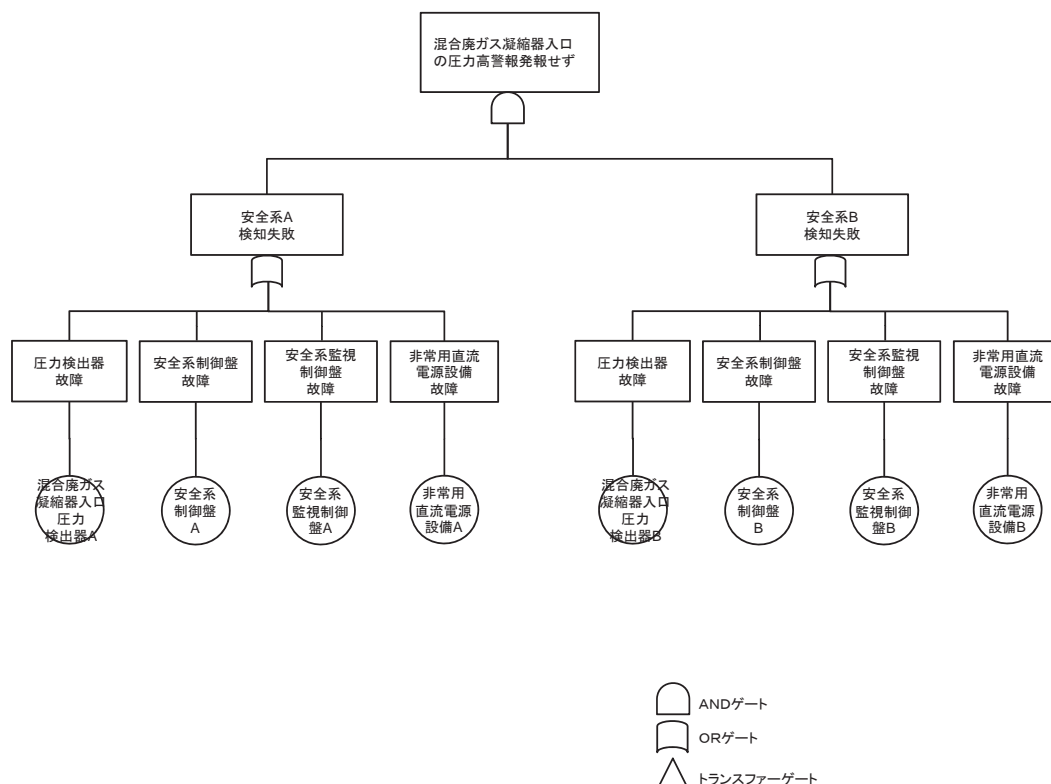 混合廃ガス凝縮器入口
の圧力高警報発報せず
安全系A
検知失敗
安全系B
検知失敗
圧力検出器
故障
安全系制御盤
故障
安全系監視
制御盤
故障
非常用直流
電源設備
故障
圧力検出器
故障
安全系制御盤
故障
安全系監視
制御盤
故障
非常用直流
電源設備
故障
混合廃ガス
凝縮器入口
圧力
検出器A
安全系
制御盤
A
安全系
監視制御
盤A
非常用
直流電源
設備A
混合廃ガス
凝縮器入口
圧力
検出器B
安全系
制御盤
B
安全系
監視制御
盤B
非常用
直流電源
設備B
ANDゲート
ORゲート
トランスファーゲート